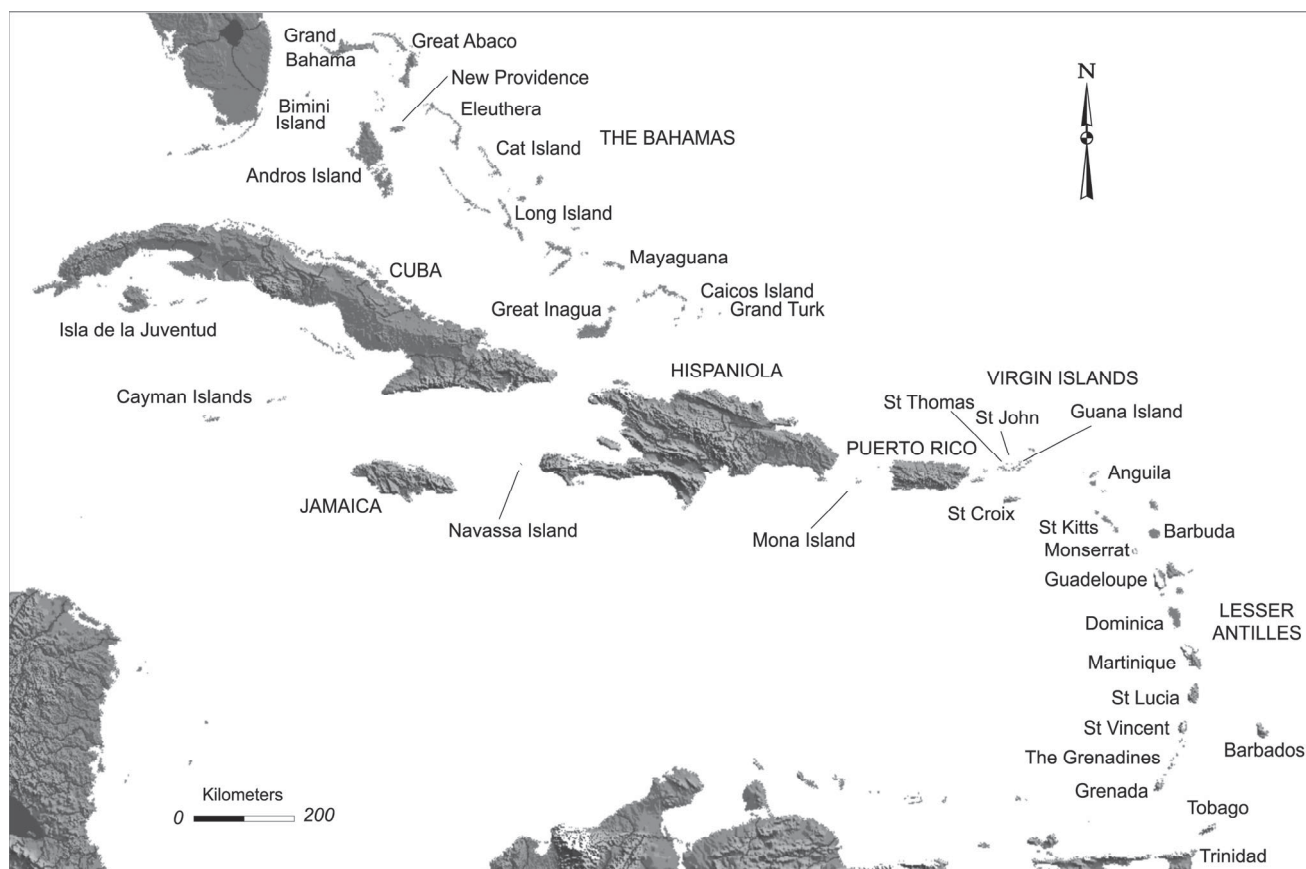 Grand
Bahama
Great Abaco
N
New Providence
Bimini
Island
Eleuthera
THE BAHAMAS
Cat Island
Andros Island
Long Island
Mayaguana
CUBA
Caicos Island
Great Inagua
Grand Turk
Isla de la Juventud
HISPANIOLA
VIRGIN ISLANDS
Cayman Islands
St Thomas
St John
Guana Island
PUERTO RICO
Anguila
JAMAICA
St Croix
Navassa Island
Mona Island
St Kitts
Barbuda
Monserrat
Guadeloupe
LESSER
ANTILLES
Dominica
Martinique
St Lucia
St Vincent
Barbados
The Grenadines
Grenada
Kilometers
0 200
Tobago
Trinidad